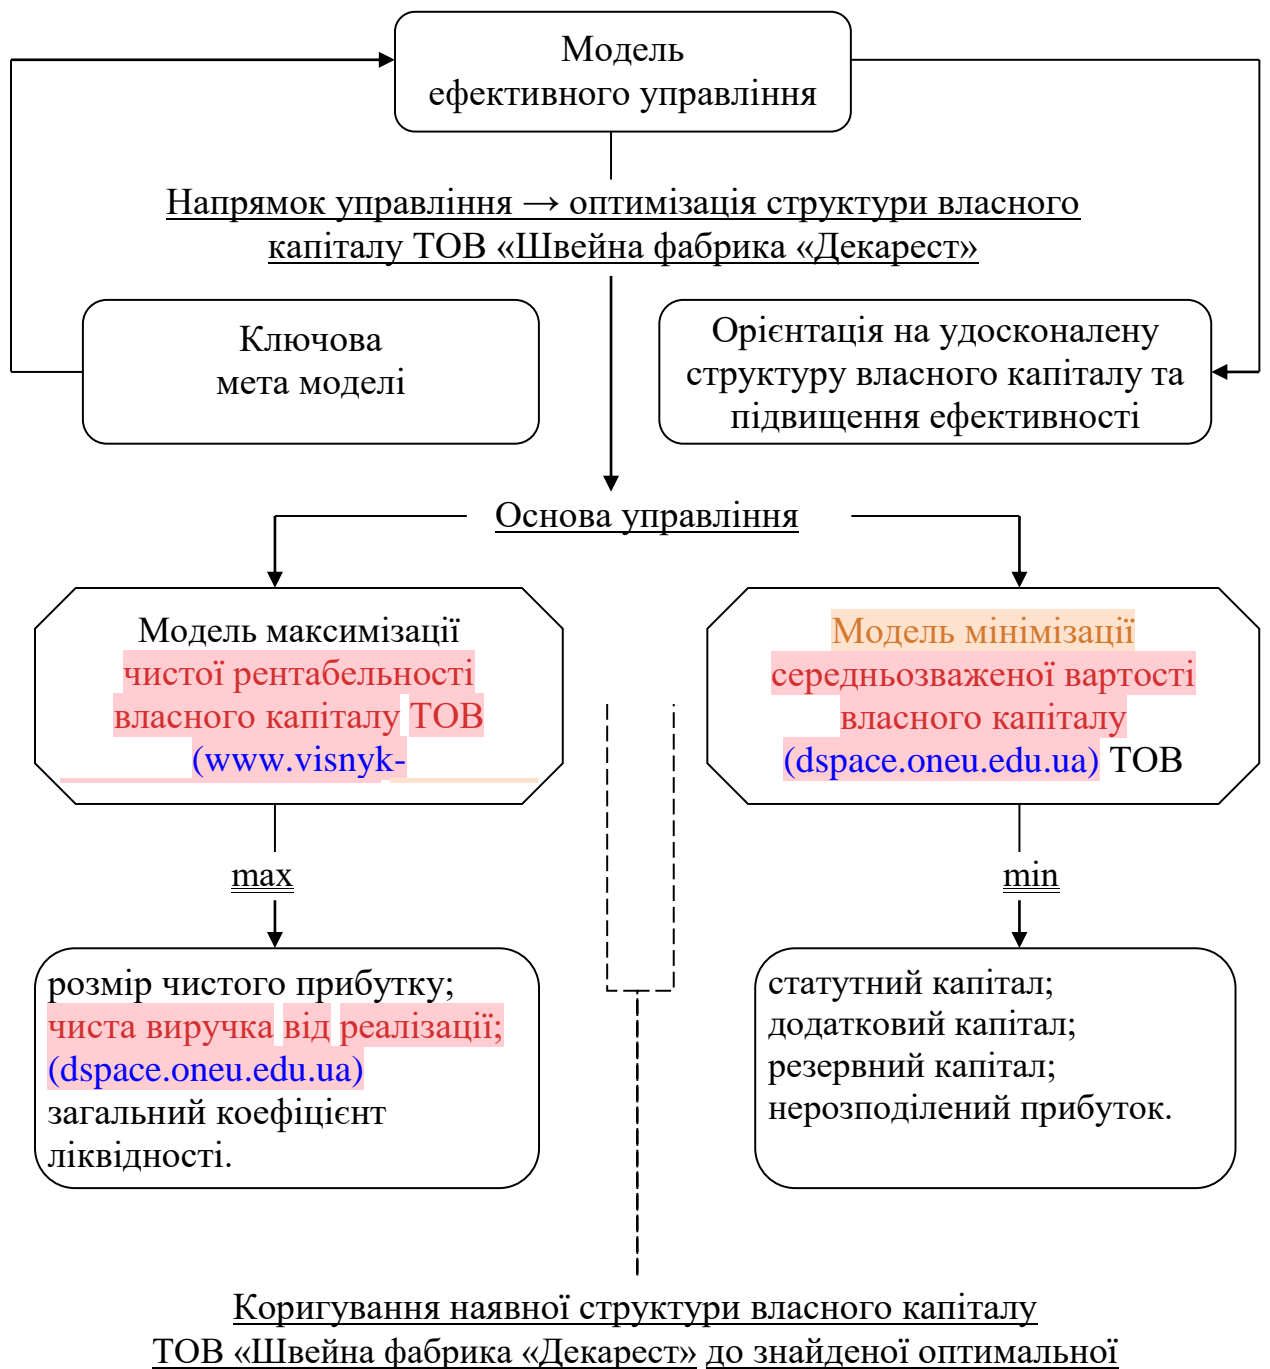 Модель
ефективного управління
Напрямок управління → оптимізація структури власного
капіталу ТОВ «Швейна фабрика «Декарест»
Ключова
мета моделі
Орієнтація на удосконалену
структуру власного капіталу та
підвищення ефективності
Основа управління
Модель максимізації
чистої рентабельності
власного капіталу ТОВ
(www.visnyk-
Модель мінімізації
середньозваженої вартості
власного капіталу
(dspace.oneu.edu.ua) ТОВ
max
min
розмір чистого прибутку;
чиста виручка від реалізації;
(dspace.oneu.edu.ua)
загальний коефіцієнт
ліквідності.
статутний капітал;
додатковий капітал;
резервний капітал;
нерозподілений прибуток.
Коригування наявної структури власного капіталу
ТОВ «Швейна фабрика «Декарест» до знайденої оптимальної